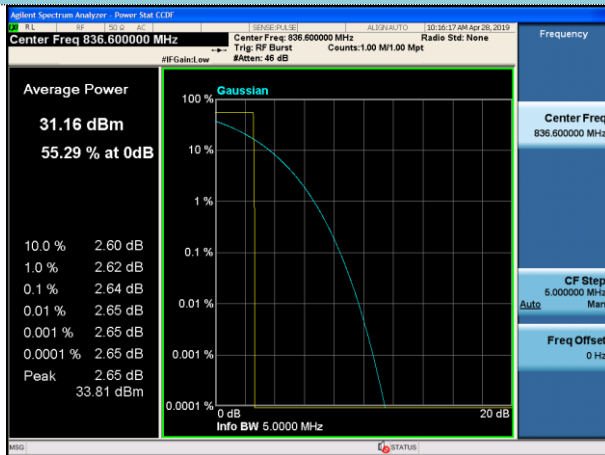 Agilent Spectrum Analyzer - Power Stat CCDF
RL RF 50 Ω AC SENSE:PULSE ALIGN AUTO 10:16:17 AM Apr 28, 2019
Center Freq 836.600000 MHz Center Freq: 836.600000 MHz Radio Std: None
Trig: RF Burst Counts:1.00 M/1.00 Mpt
#IFGain:Low #Atten: 46 dB
Frequency
Average Power
31.16 dBm
55.29 % at 0dB
10.0 % 2.60 dB
1.0 % 2.62 dB
0.1 % 2.64 dB
0.01 % 2.65 dB
0.001 % 2.65 dB
0.0001 % 2.65 dB
Peak 2.65 dB
33.81 dBm
Gaussian
100 %
10 %
1 %
0.1 %
0.01 %
0.001 %
0.0001 %
0 dB 20 dB
Info BW 5.0000 MHz
Center Freq
836.600000 MHz
CF Step
5.000000 MHz
Auto Man
Freq Offset
0 Hz
MSG STATUS